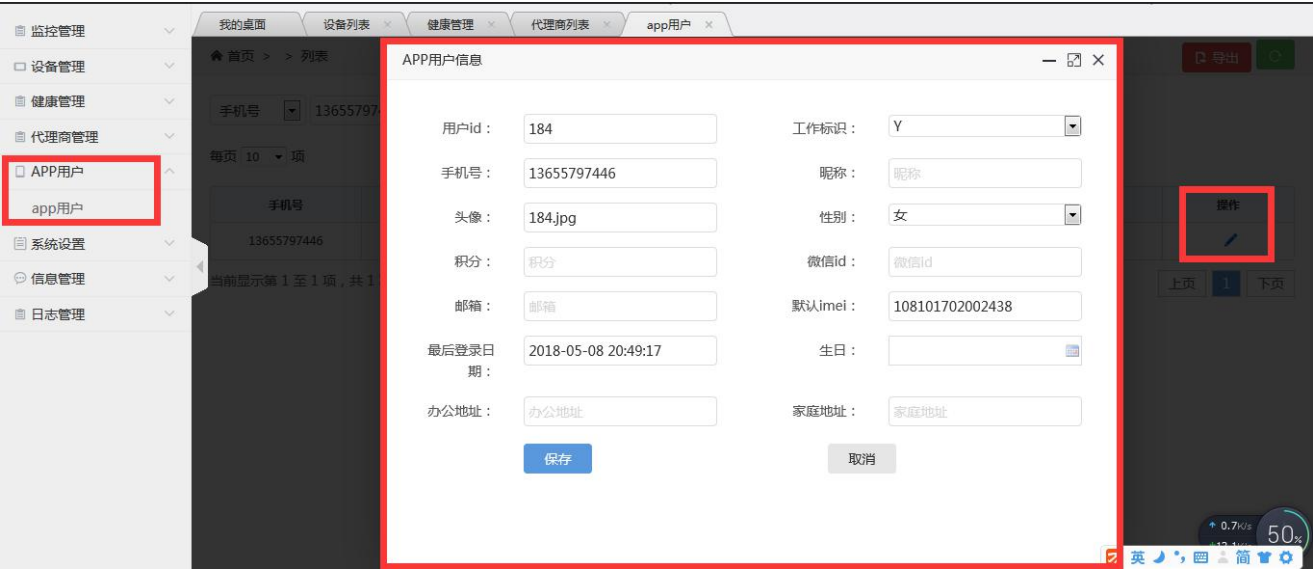 我的桌面 设备列表 健康管理 代理商列表 app用户
监控管理
设备管理
健康管理
代理商管理
APP用户
app用户
系统设置
信息管理
日志管理
首页 > > 列表
导出
手机号 136557974
每页 10 项
手机号 操作
13655797446
当前显示第 1 至 1 项，共 1
上页 1 下页
APP用户信息
用户id： 184 工作标识： Y
手机号： 13655797446 昵称： 昵称
头像： 184.jpg 性别： 女
积分： 积分 微信id： 微信id
邮箱： 邮箱 默认imei： 108101702002438
最后登录日期： 2018-05-08 20:49:17 生日：
办公地址： 办公地址 家庭地址： 家庭地址
保存 取消
0.7K/s
50%
英 简